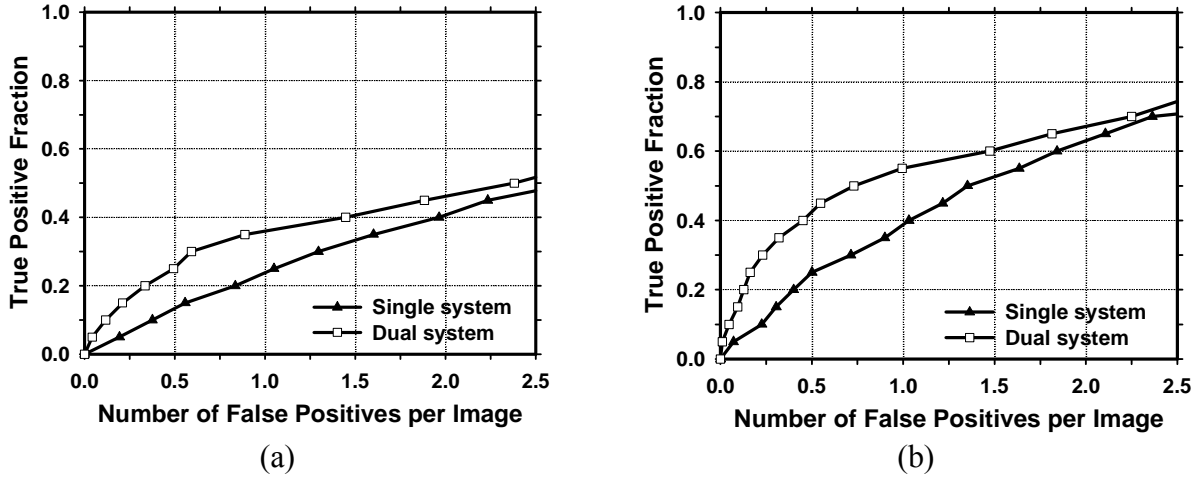 True Positive Fraction
1.0
0.8
0.6
0.4
0.2
0.0
Single system
Dual system
0.0 0.5 1.0 1.5 2.0 2.5
Number of False Positives per Image
(a)
True Positive Fraction
1.0
0.8
0.6
0.4
0.2
0.0
Single system
Dual system
0.0 0.5 1.0 1.5 2.0 2.5
Number of False Positives per Image
(b)